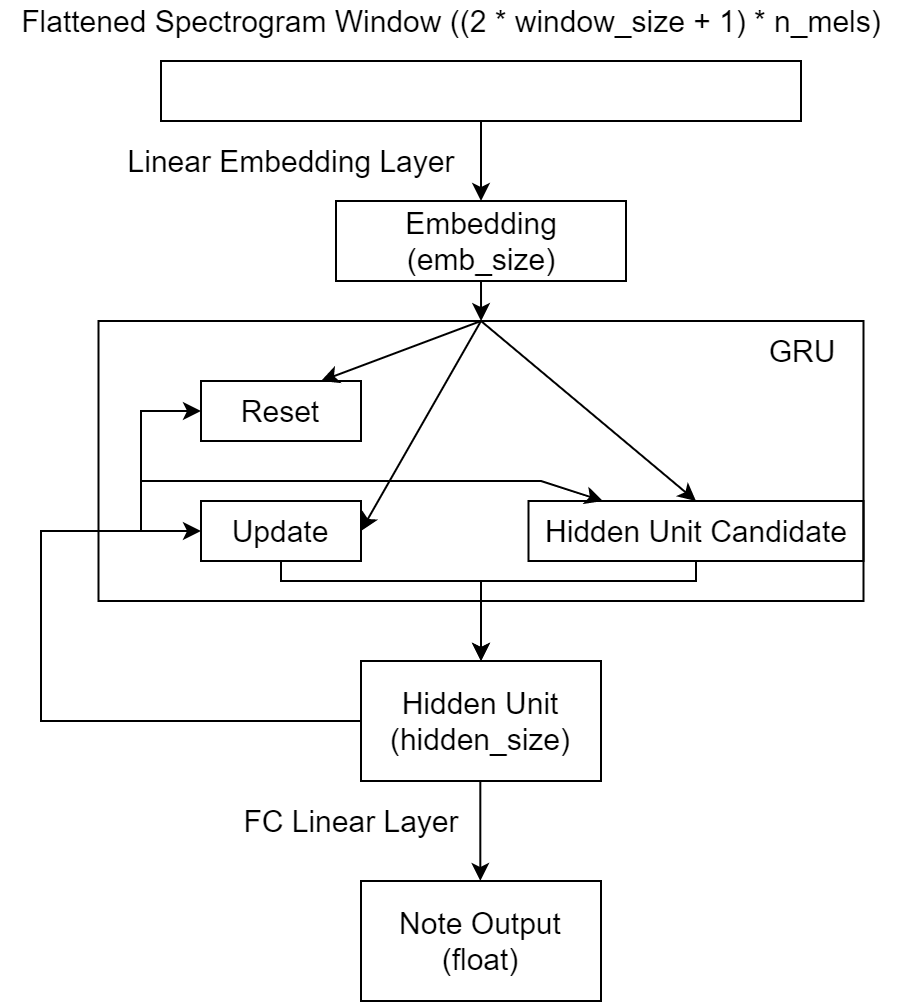 Flattened Spectrogram Window ((2 * window_size + 1) * n_mels)
Linear Embedding Layer
Embedding
(emb_size)
GRU
Reset
Update
Hidden Unit Candidate
Hidden Unit
(hidden_size)
FC Linear Layer
Note Output
(float)